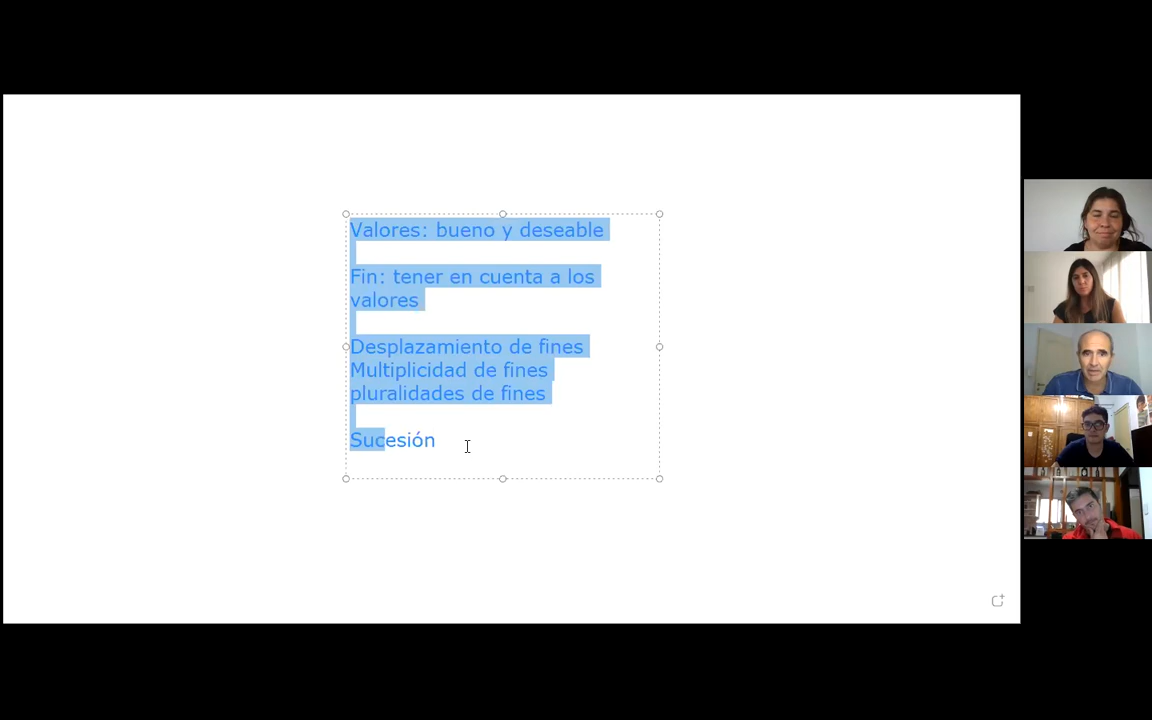 Valores: bueno y deseable
Fin: tener en cuenta a los
valores
Desplazamiento de fines
Multiplicidad de fines
pluralidades de fines
Sucesión